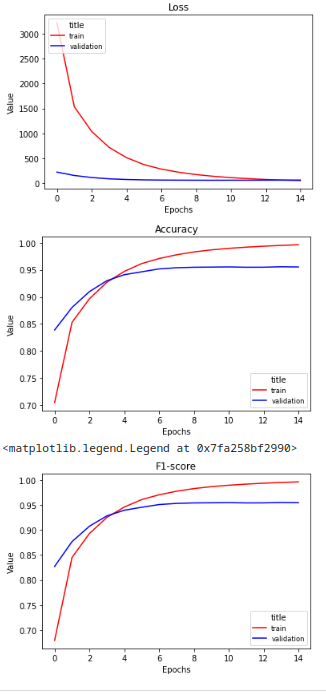 Loss
title
train
validation
3000
2500
2000
1500
1000
500
0
Value
0 2 4 6 8 10 12 14
Epochs
Accuracy
1.00
0.95
0.90
0.85
0.80
0.75
0.70
Value
title
train
validation
0 2 4 6 8 10 12 14
Epochs
<matplotlib.legend.Legend at 0x7fa258bf2990>
F1-score
1.00
0.95
0.90
0.85
0.80
0.75
0.70
Value
title
train
validation
0 2 4 6 8 10 12 14
Epochs